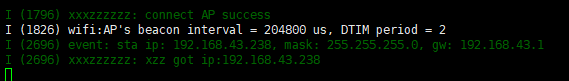 I (1796) xxxzzzzzz: connect AP success
I (1826) wifi:AP's beacon interval = 204800 us, DTIM period = 2
I (2696) event: sta ip: 192.168.43.238, mask: 255.255.255.0, gw: 192.168.43.1
I (2696) xxxzzzzzz: xzz got ip:192.168.43.238